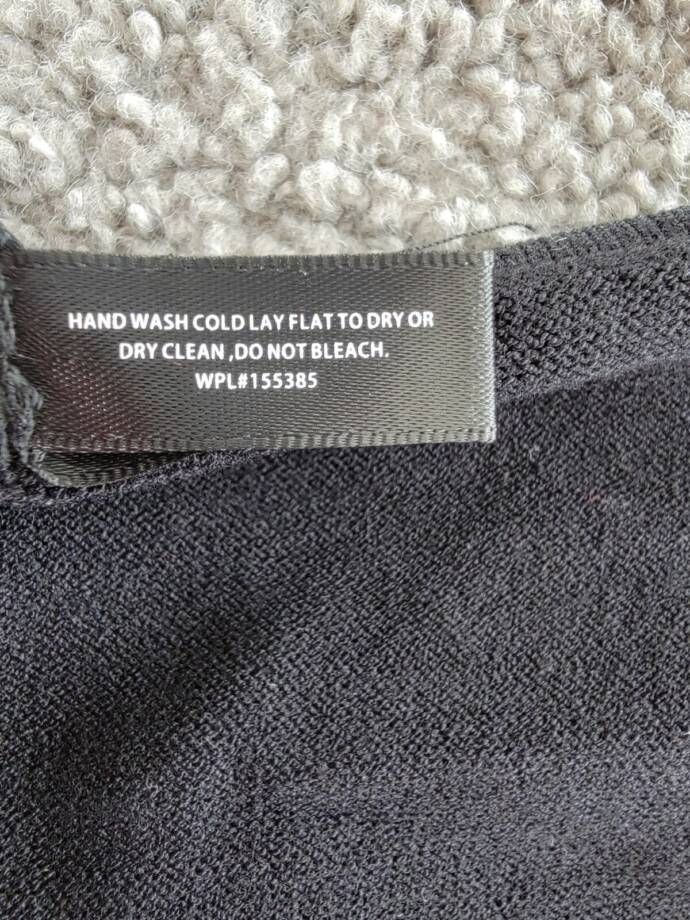 HAND WASH COLD LAY FLAT TO DRY OR
DRY CLEAN ,DO NOT BLEACH.
WPL#155385